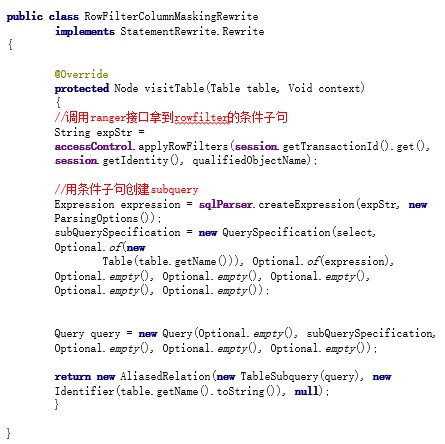 public class RowFilterColumnMaskingRewrite
implements StatementRewrite.Rewrite
{
@Override
protected Node visitTable(Table table, Void context)
{
//调用ranger接口拿到rowfilter的条件子句
String expStr =
accessControl.applyRowFilters(session.getTransactionId().get(),
session.getIdentity(), qualifiedObjectName);
//用条件子句创建subquery
Expression expression = sqlParser.createExpression(expStr, new
ParsingOptions());
subQuerySpecification = new QuerySpecification(select,
Optional.of(new
Table(table.getName())), Optional.of(expression),
Optional.empty(), Optional.empty(), Optional.empty(),
Optional.empty(), Optional.empty());
Query query = new Query(Optional.empty(), subQuerySpecification,
Optional.empty(), Optional.empty(), Optional.empty());
return new AliasedRelation(new TableSubquery(query), new
Identifier(table.getName().toString()), null);
}
}